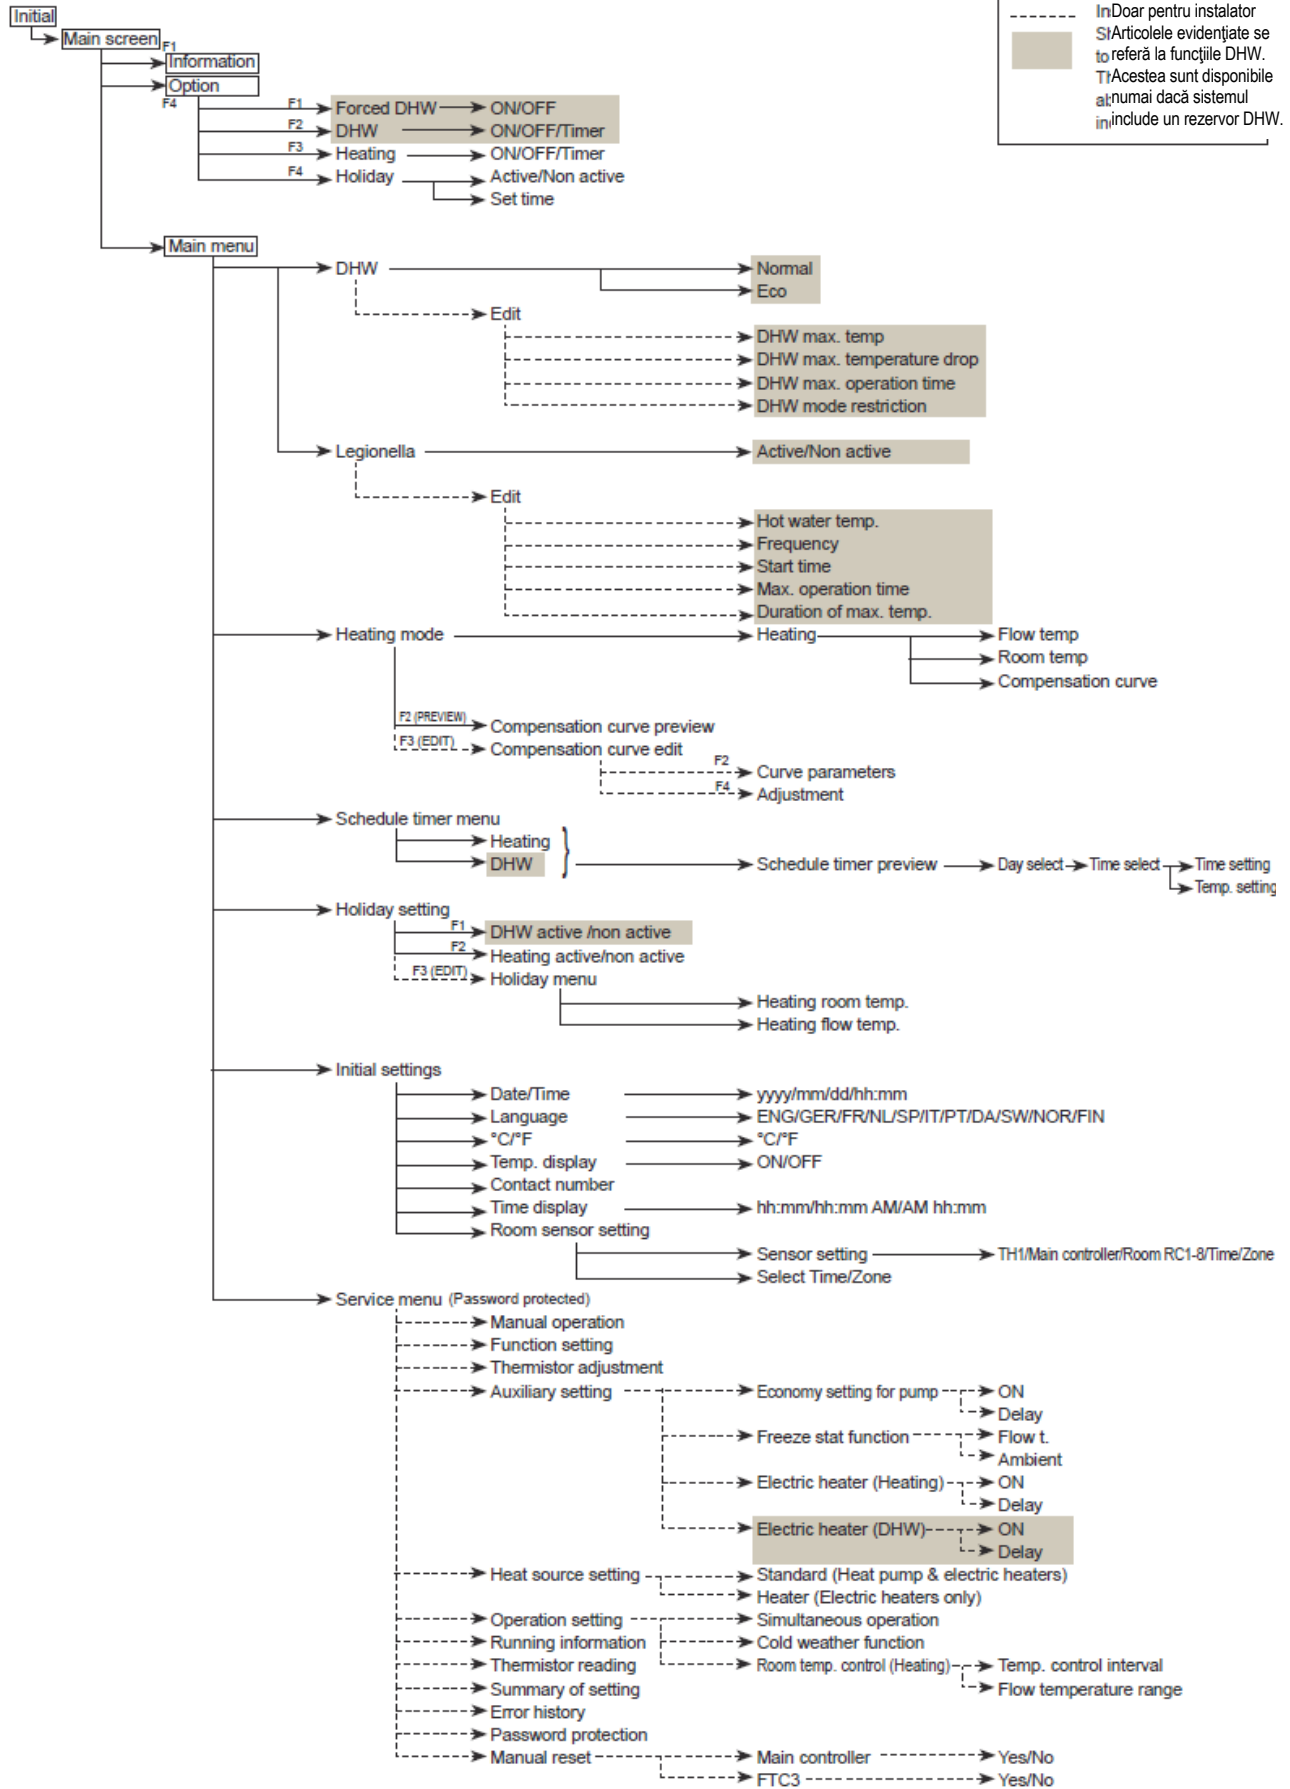 Initial
Main screen
F1
Information
Option
F4
F1 Forced DHW ON/OFF
F2 DHW ON/OFF/Timer
F3 Heating ON/OFF/Timer
F4 Holiday Active/Non active
Set time
Doar pentru instalator
Articolele evidenţiate se
referă la funcţiile DHW.
Acestea sunt disponibile
numai dacă sistemul
include un rezervor DHW.
Main menu
DHW Normal
Eco
Edit
DHW max. temp
DHW max. temperature drop
DHW max. operation time
DHW mode restriction
Legionella Active/Non active
Edit
Hot water temp.
Frequency
Start time
Max. operation time
Duration of max. temp.
Heating mode Heating Flow temp
Room temp
Compensation curve
F2 (PREVIEW) Compensation curve preview
F3 (EDIT) Compensation curve edit
F2 Curve parameters
F4 Adjustment
Schedule timer menu
Heating
DHW } Schedule timer preview Day select Time select Time setting
Temp. setting
Holiday setting
F1 DHW active /non active
F2 Heating active/non active
F3 (EDIT) Holiday menu
Heating room temp.
Heating flow temp.
Initial settings
Date/Time yyyy/mm/dd/hh:mm
Language ENG/GER/FR/NL/SP/IT/PT/DA/SW/NOR/FIN
°C/°F °C/°F
Temp. display ON/OFF
Contact number
Time display hh:mm/hh:mm AM/AM hh:mm
Room sensor setting
Sensor setting TH1/Main controller/Room RC1-8/Time/Zone
Select Time/Zone
Service menu (Password protected)
Manual operation
Function setting
Thermistor adjustment
Auxiliary setting Economy setting for pump ON
Delay
Freeze stat function Flow t.
Ambient
Electric heater (Heating) ON
Delay
Electric heater (DHW) ON
Delay
Heat source setting Standard (Heat pump & electric heaters)
Heater (Electric heaters only)
Operation setting Simultaneous operation
Running information Cold weather function
Thermistor reading Room temp. control (Heating) Temp. control interval
Summary of setting Flow temperature range
Error history
Password protection
Manual reset Main controller Yes/No
FTC3 Yes/No